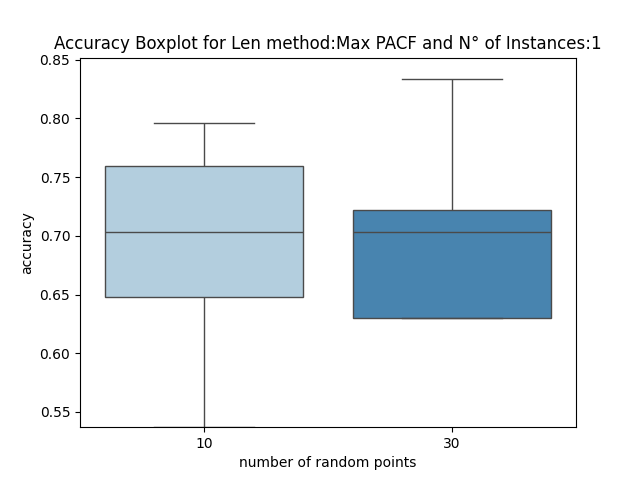 Accuracy Boxplot for Len method:Max PACF and N° of Instances:1
0.85
0.80
0.75
0.70
0.65
0.60
0.55
accuracy
10 30
number of random points